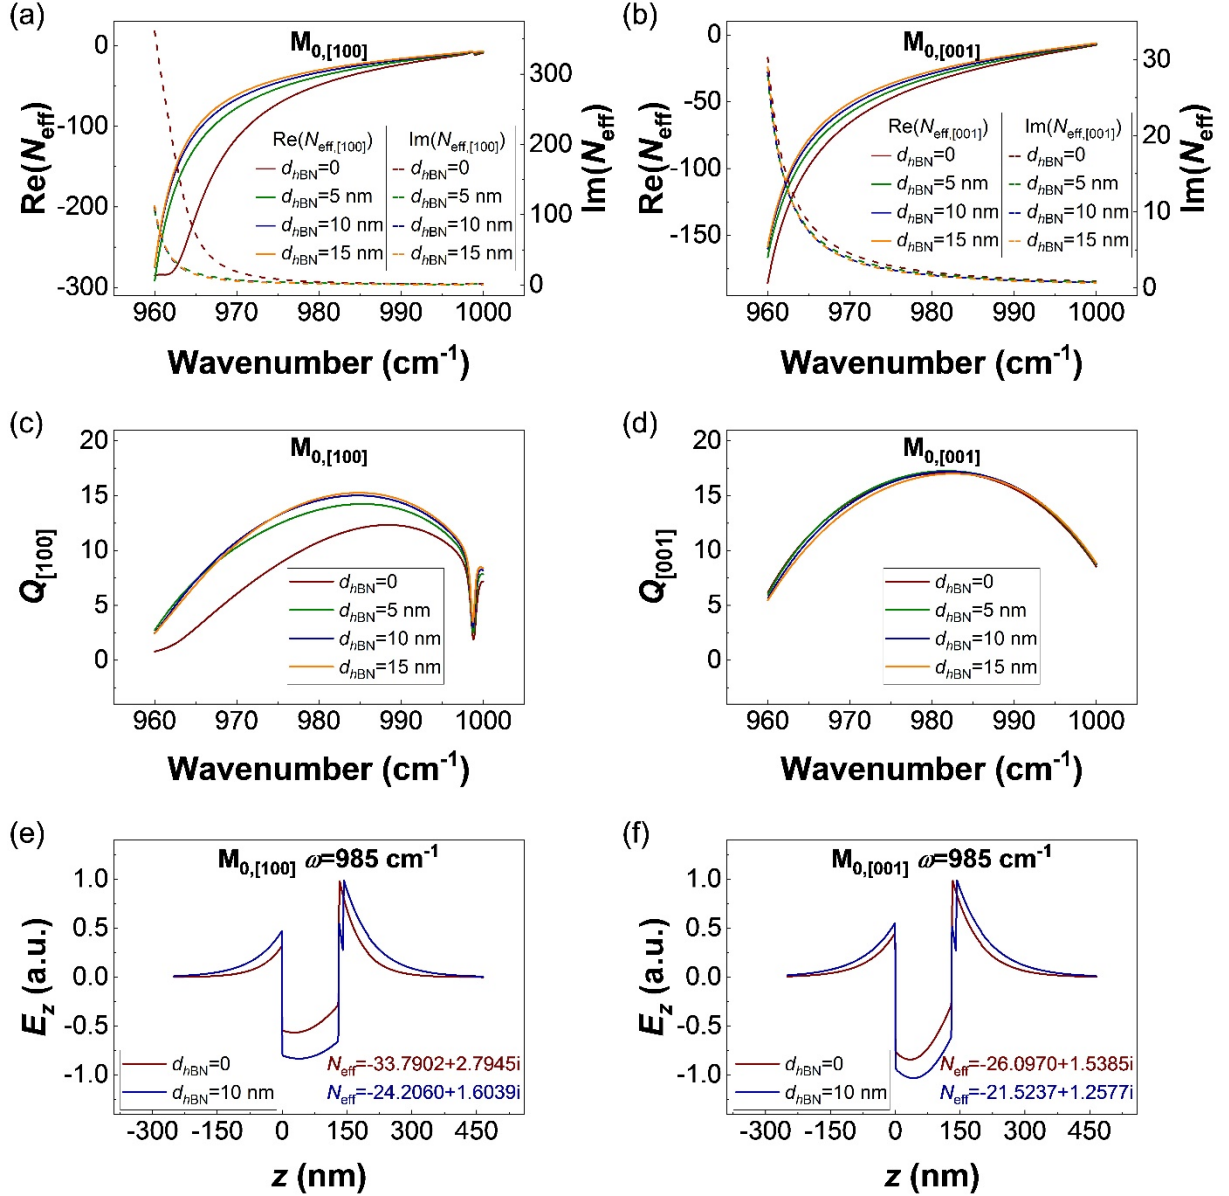 (a)
M0,[100]
Re(Neff)
0
-100
-200
-300
300
200
100
0
Im(Neff)
Re(Neff,[100]) Im(Neff,[100])
dhBN=0 dhBN=0
dhBN=5 nm dhBN=5 nm
dhBN=10 nm dhBN=10 nm
dhBN=15 nm dhBN=15 nm
960 970 980 990 1000
Wavenumber (cm-1)
(b)
M0,[001]
Re(Neff)
0
-50
-100
-150
30
20
10
0
Im(Neff)
Re(Neff,[001]) Im(Neff,[001])
dhBN=0 dhBN=0
dhBN=5 nm dhBN=5 nm
dhBN=10 nm dhBN=10 nm
dhBN=15 nm dhBN=15 nm
960 970 980 990 1000
Wavenumber (cm-1)
(c)
M0,[100]
Q[100]
20
15
10
5
0
dhBN=0
dhBN=5 nm
dhBN=10 nm
dhBN=15 nm
960 970 980 990 1000
Wavenumber (cm-1)
(d)
M0,[001]
Q[001]
20
15
10
5
0
dhBN=0
dhBN=5 nm
dhBN=10 nm
dhBN=15 nm
960 970 980 990 1000
Wavenumber (cm-1)
(e)
M0,[100] ω=985 cm-1
Ez (a.u.)
1.0
0.5
0.0
-0.5
-1.0
dhBN=0 Neff=-33.7902+2.7945i
dhBN=10 nm Neff=-24.2060+1.6039i
-300 -150 0 150 300 450
z (nm)
(f)
M0,[001] ω=985 cm-1
Ez (a.u.)
1.0
0.5
0.0
-0.5
-1.0
dhBN=0 Neff=-26.0970+1.5385i
dhBN=10 nm Neff=-21.5237+1.2577i
-300 -150 0 150 300 450
z (nm)